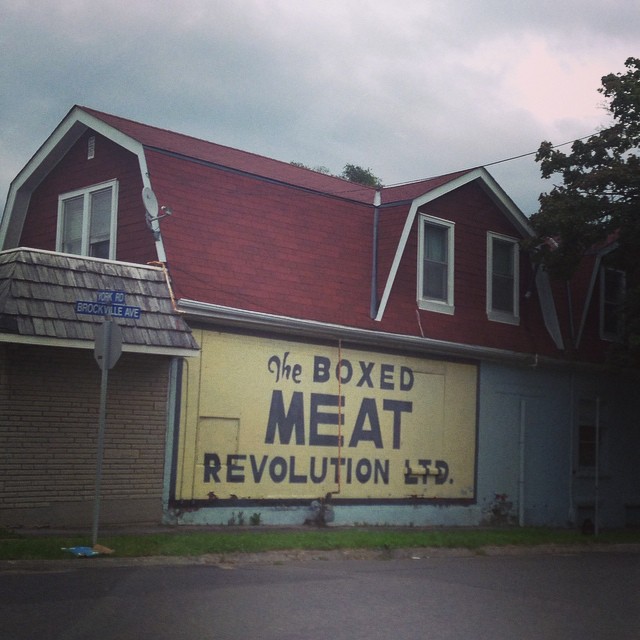 YORK RD
BROCKVILLE AVE
The BOXED
MEAT
REVOLUTION LTD.